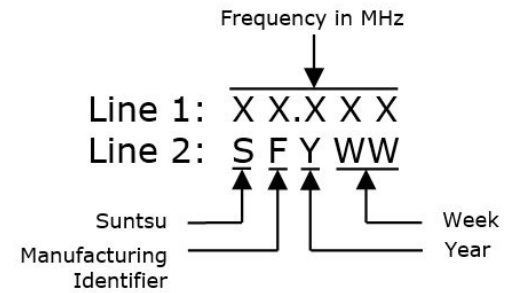 Frequency in MHz
Line 1: X X.X X X
Line 2: S F Y WW
Suntsu
Week
Manufacturing
Identifier
Year